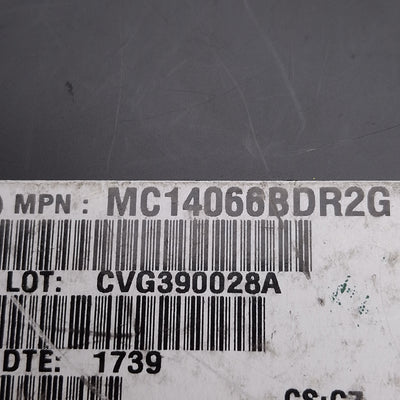 ) MPN : MC14066BDR2G
LOT: CVG390028A
DTE: 1739